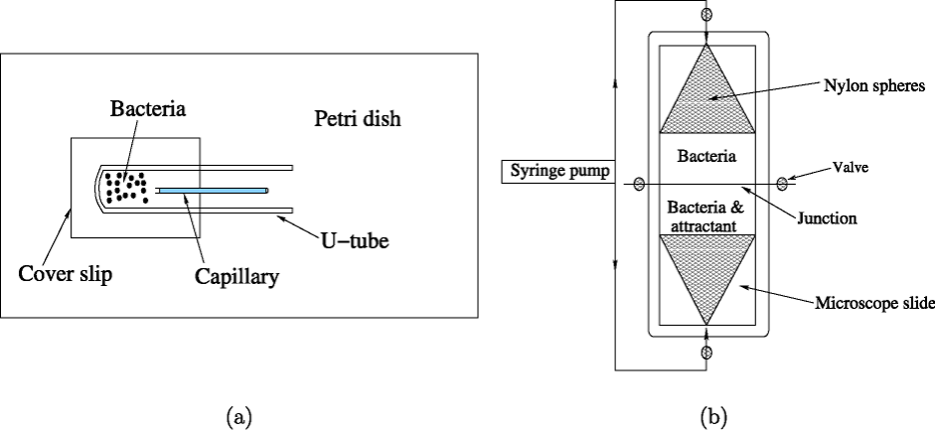 Bacteria
Petri dish
U–tube
Cover slip
Capillary
(a)
Nylon spheres
Bacteria
Syringe pump
Valve
Bacteria &
attractant
Junction
Microscope slide
(b)